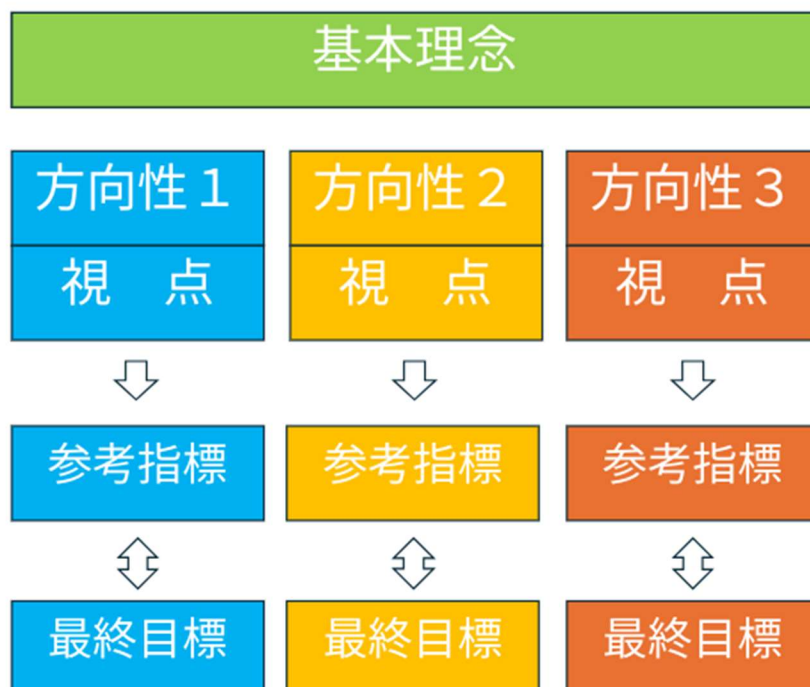 基本理念
方向性１
方向性２
方向性３
視　点
視　点
視　点
参考指標
参考指標
参考指標
最終目標
最終目標
最終目標